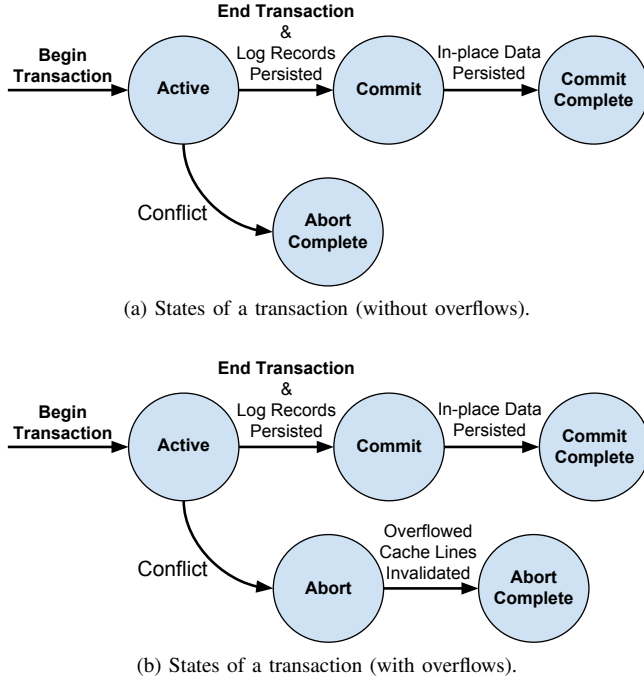 End Transaction
&
Log Records
Persisted
Begin
Transaction
Active
Commit
In-place Data
Persisted
Commit
Complete
Conflict
Abort
Complete
(a) States of a transaction (without overflows).
End Transaction
&
Log Records
Persisted
Begin
Transaction
Active
Commit
In-place Data
Persisted
Commit
Complete
Conflict
Abort
Overflowed
Cache Lines
Invalidated
Abort
Complete
(b) States of a transaction (with overflows).